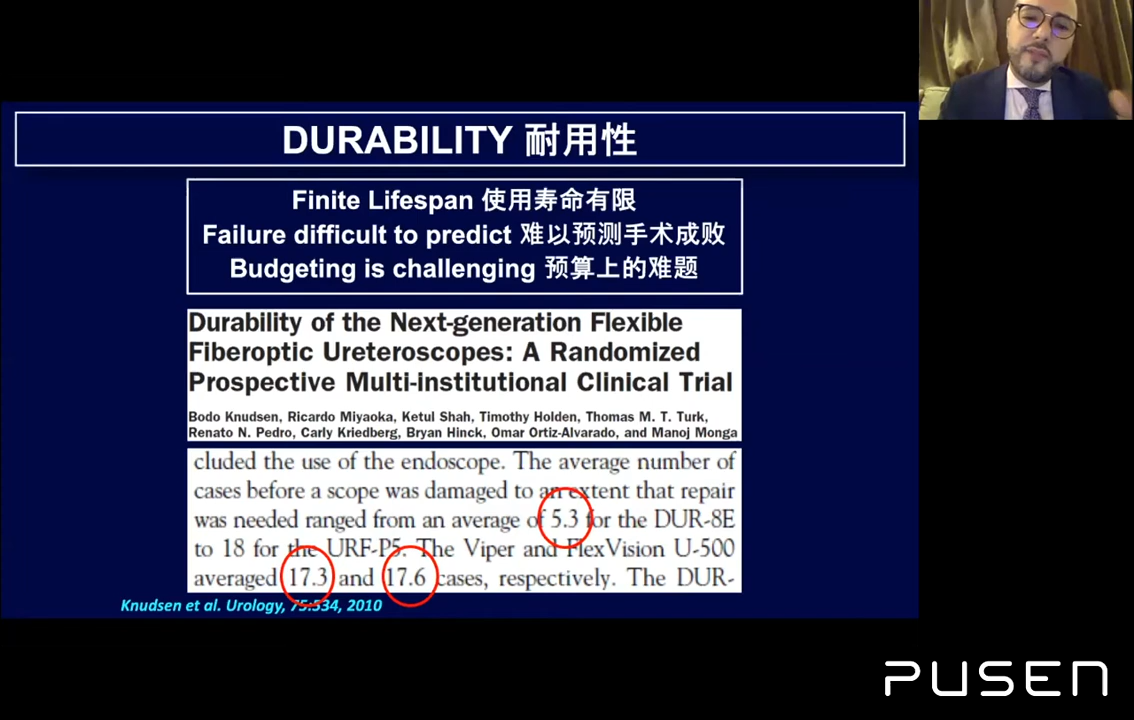 DURABILITY 耐用性
Finite Lifespan 使用寿命有限
Failure difficult to predict 难以预测手术成败
Budgeting is challenging 预算上的难题
Durability of the Next-generation Flexible
Fiberoptic Ureteroscopes: A Randomized
Prospective Multi-institutional Clinical Trial
Bodo Knudsen, Ricardo Miyaoka, Ketul Shah, Timothy Holden, Thomas M. T. Turk,
Renato N. Pedro, Carly Kriedberg, Bryan Hinck, Omar Ortiz-Alvarado, and Manoj Monga
cluded the use of the endoscope. The average number of
cases before a scope was damaged to an extent that repair
was needed ranged from an average of 5.3 for the DUR-8E
to 18 for the URF-P5. The Viper and FlexVision U-500
averaged 17.3 and 17.6 cases, respectively. The DUR-
Knudsen et al. Urology, 75:534, 2010
PUSEN